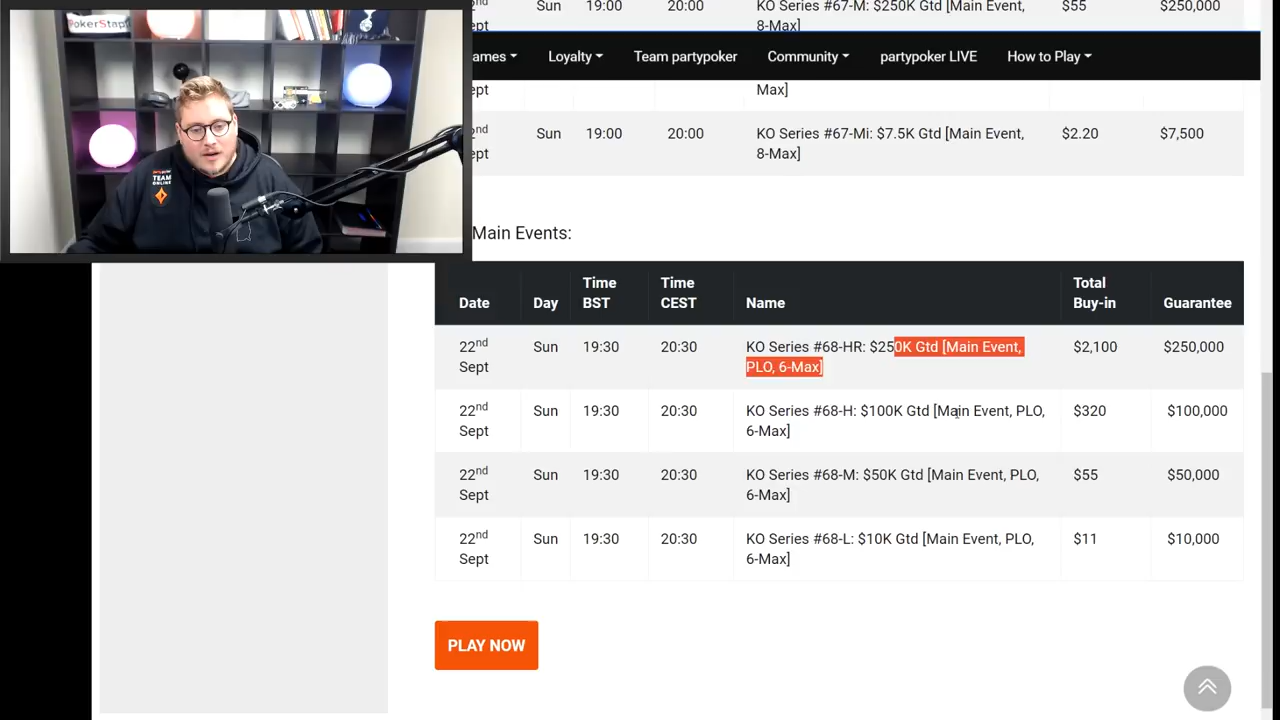 PokerStaples
TEAM
ONLINE
Sun 19:00 20:00 KO Series #67-M: $250K Gtd [Main Event, $55 $250,000
ept 8-Max]
ames Loyalty Team partypoker Community partypoker LIVE How to Play
ept Max]
nd Sun 19:00 20:00 KO Series #67-Mi: $7.5K Gtd [Main Event, $2.20 $7,500
ept 8-Max]
Main Events:
Date Day Time BST Time CEST Name Total Buy-in Guarantee
22nd Sun 19:30 20:30 KO Series #68-HR: $250K Gtd [Main Event, $2,100 $250,000
Sept PLO, 6-Max]
22nd Sun 19:30 20:30 KO Series #68-H: $100K Gtd [Main Event, PLO, $320 $100,000
Sept 6-Max]
22nd Sun 19:30 20:30 KO Series #68-M: $50K Gtd [Main Event, PLO, $55 $50,000
Sept 6-Max]
22nd Sun 19:30 20:30 KO Series #68-L: $10K Gtd [Main Event, PLO, $11 $10,000
Sept 6-Max]
PLAY NOW